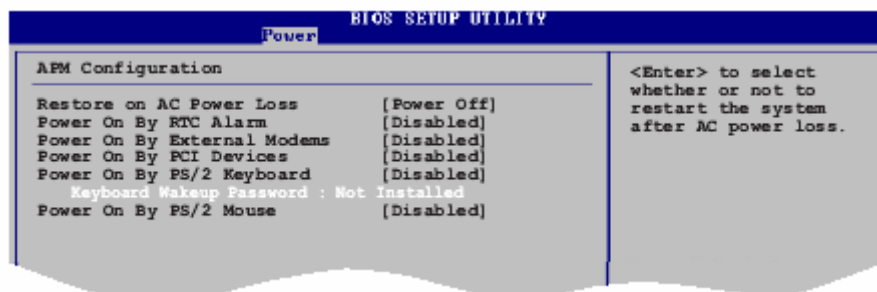 BIOS SETUP UTILITY
Power
APM Configuration
Restore on AC Power Loss [Power Off]
Power On By RTC Alarm [Disabled]
Power On By External Modems [Disabled]
Power On By PCI Devices [Disabled]
Power On By PS/2 Keyboard [Disabled]
Keyboard Wakeup Password : Not Installed
Power On By PS/2 Mouse [Disabled]
<Enter> to select
whether or not to
restart the system
after AC power loss.